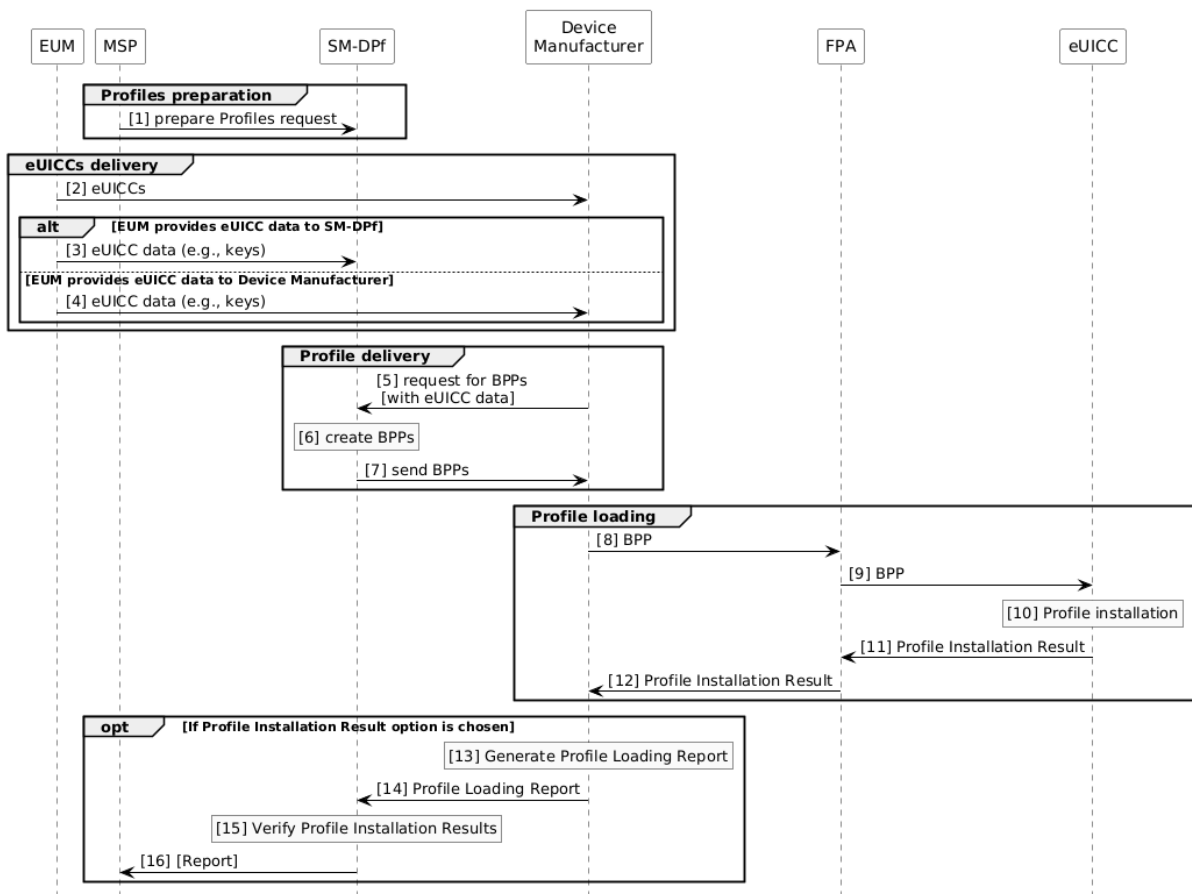 EUM
MSP
SM-DPf
Device
Manufacturer
FPA
eUICC
Profiles preparation
[1] prepare Profiles request
eUICCs delivery
[2] eUICCs
alt
[EUM provides eUICC data to SM-DPf]
[3] eUICC data (e.g., keys)
[EUM provides eUICC data to Device Manufacturer]
[4] eUICC data (e.g., keys)
Profile delivery
[5] request for BPPs
[with eUICC data]
[6] create BPPs
[7] send BPPs
Profile loading
[8] BPP
[9] BPP
[10] Profile installation
[11] Profile Installation Result
[12] Profile Installation Result
opt
[If Profile Installation Result option is chosen]
[13] Generate Profile Loading Report
[14] Profile Loading Report
[15] Verify Profile Installation Results
[16] [Report]